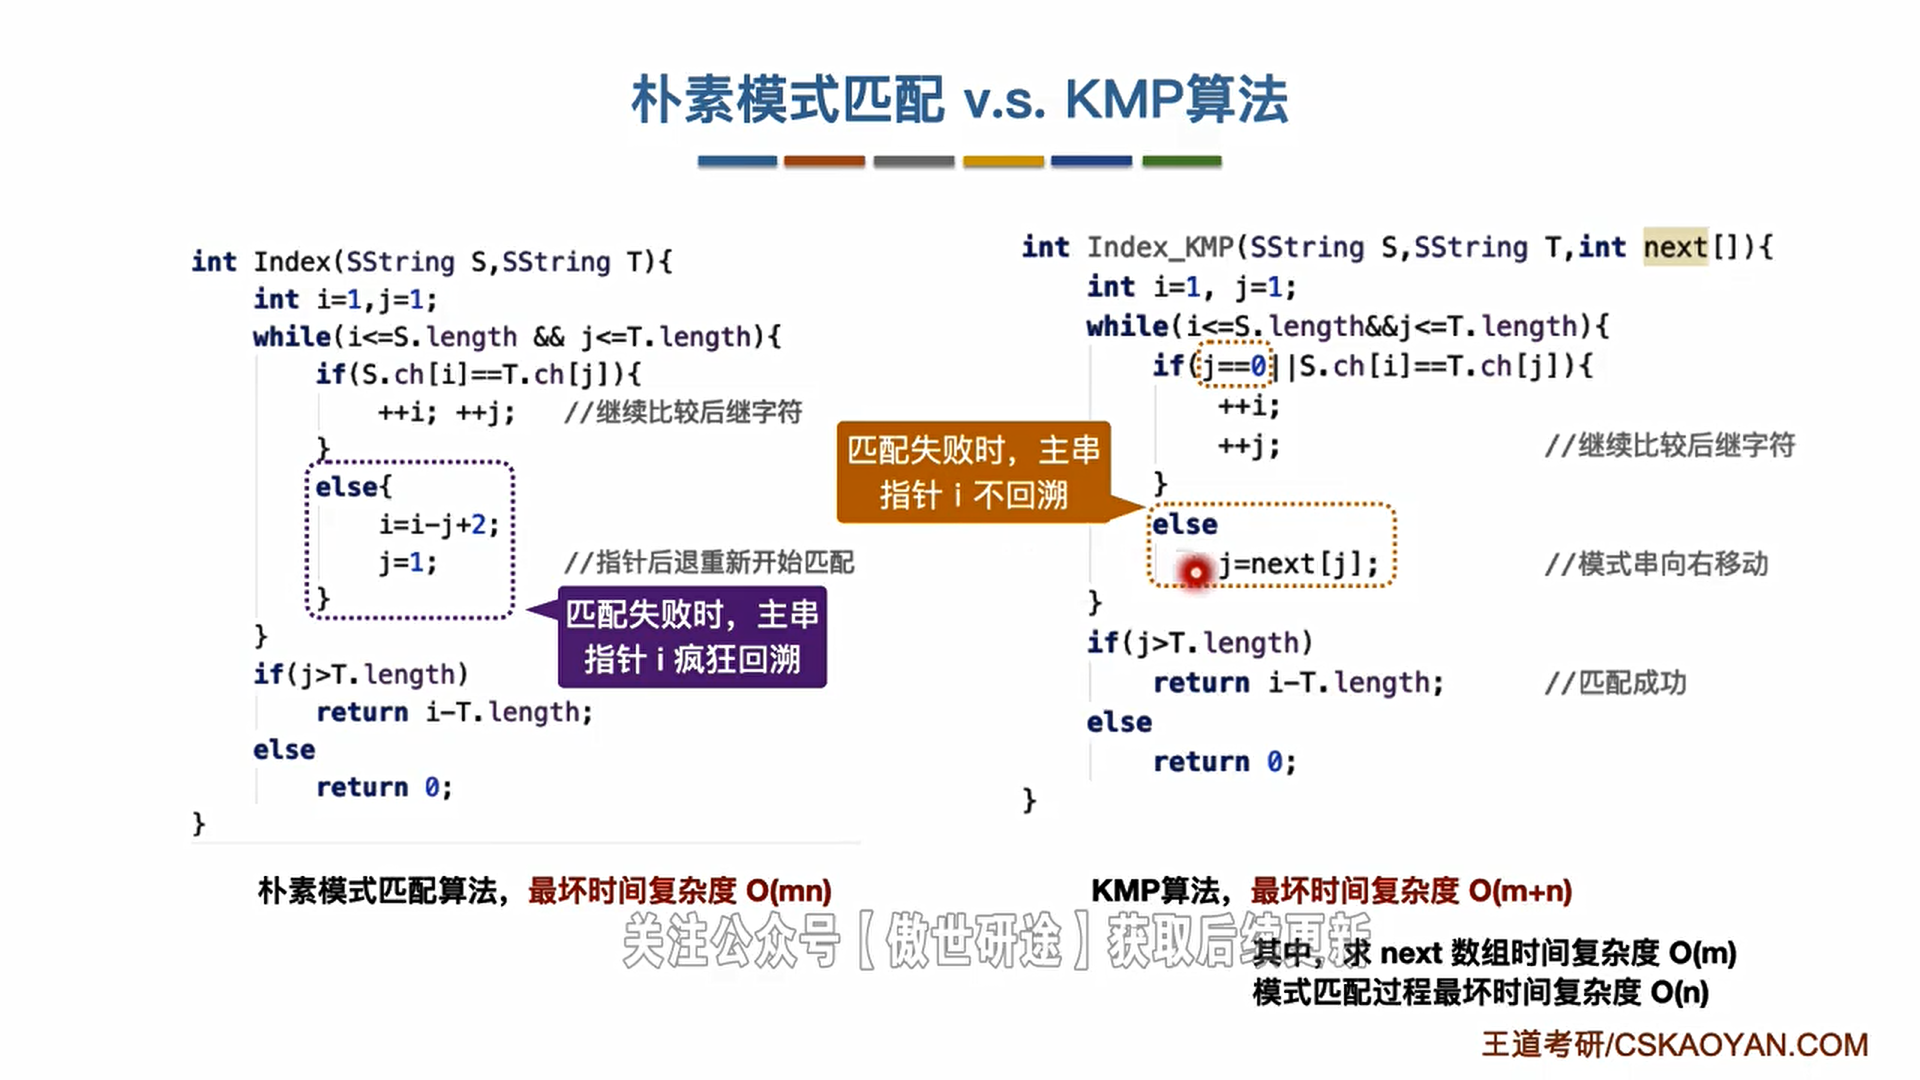 朴素模式匹配 v.s. KMP算法
int Index(SString S,SString T){
int i=1,j=1;
while(i<=S.length && j<=T.length){
if(S.ch[i]==T.ch[j]){
++i; ++j; //继续比较后继字符
}
else{
i=i-j+2;
j=1; //指针后退重新开始匹配
}
}
if(j>T.length)
return i-T.length;
else
return 0;
}
匹配失败时，主串
指针 i 疯狂回溯
朴素模式匹配算法，最坏时间复杂度 O(mn)
int Index_KMP(SString S,SString T,int next[]){
int i=1, j=1;
while(i<=S.length&&j<=T.length){
if(j==0||S.ch[i]==T.ch[j]){
++i;
++j; //继续比较后继字符
}
else
j=next[j]; //模式串向右移动
}
if(j>T.length)
return i-T.length; //匹配成功
else
return 0;
}
匹配失败时，主串
指针 i 不回溯
KMP算法，最坏时间复杂度 O(m+n)
其中，求 next 数组时间复杂度 O(m)
模式匹配过程最坏时间复杂度 O(n)
关注公众号【傲世研途】获取后续更新
王道考研/CSKAOYAN.COM